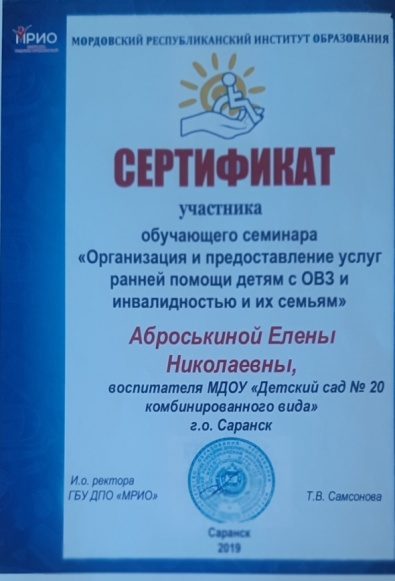 МРИО
МОРДОВСКИЙ РЕСПУБЛИКАНСКИЙ ИНСТИТУТ ОБРАЗОВАНИЯ
СЕРТИФИКАТ
участника
обучающего семинара
«Организация и предоставление услуг
ранней помощи детям с ОВЗ и
инвалидностью и их семьям»
Аброськиной Елены
Николаевны,
воспитателя МДОУ «Детский сад № 20
комбинированного вида»
г.о. Саранск
И.о. ректора
ГБУ ДПО «МРИО»
Т.В. Самсонова
Саранск
2019